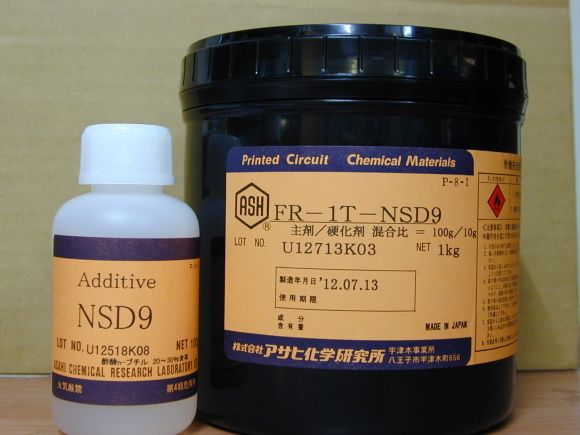 Printed Circuit Chemical Materials
P-8-1
ASH ® FR-1T-NSD9
主剤/硬化剤 混合比 = 100g/10g
LOT NO. U12713K03 NET 1kg
製造年月日 '12.07.13
使用期限
成分
含有量
MADE IN JAPAN
株式会社 アサヒ化学研究所 宇津木事業所
八王子市宇津木町656
Additive
NSD9
LOT NO. U12518K08 NET 100
酢酸n-ブチル 20~30%含有
ASAHI CHEMICAL RESEARCH LABORATORY CO.
火気厳禁 第4類危険物